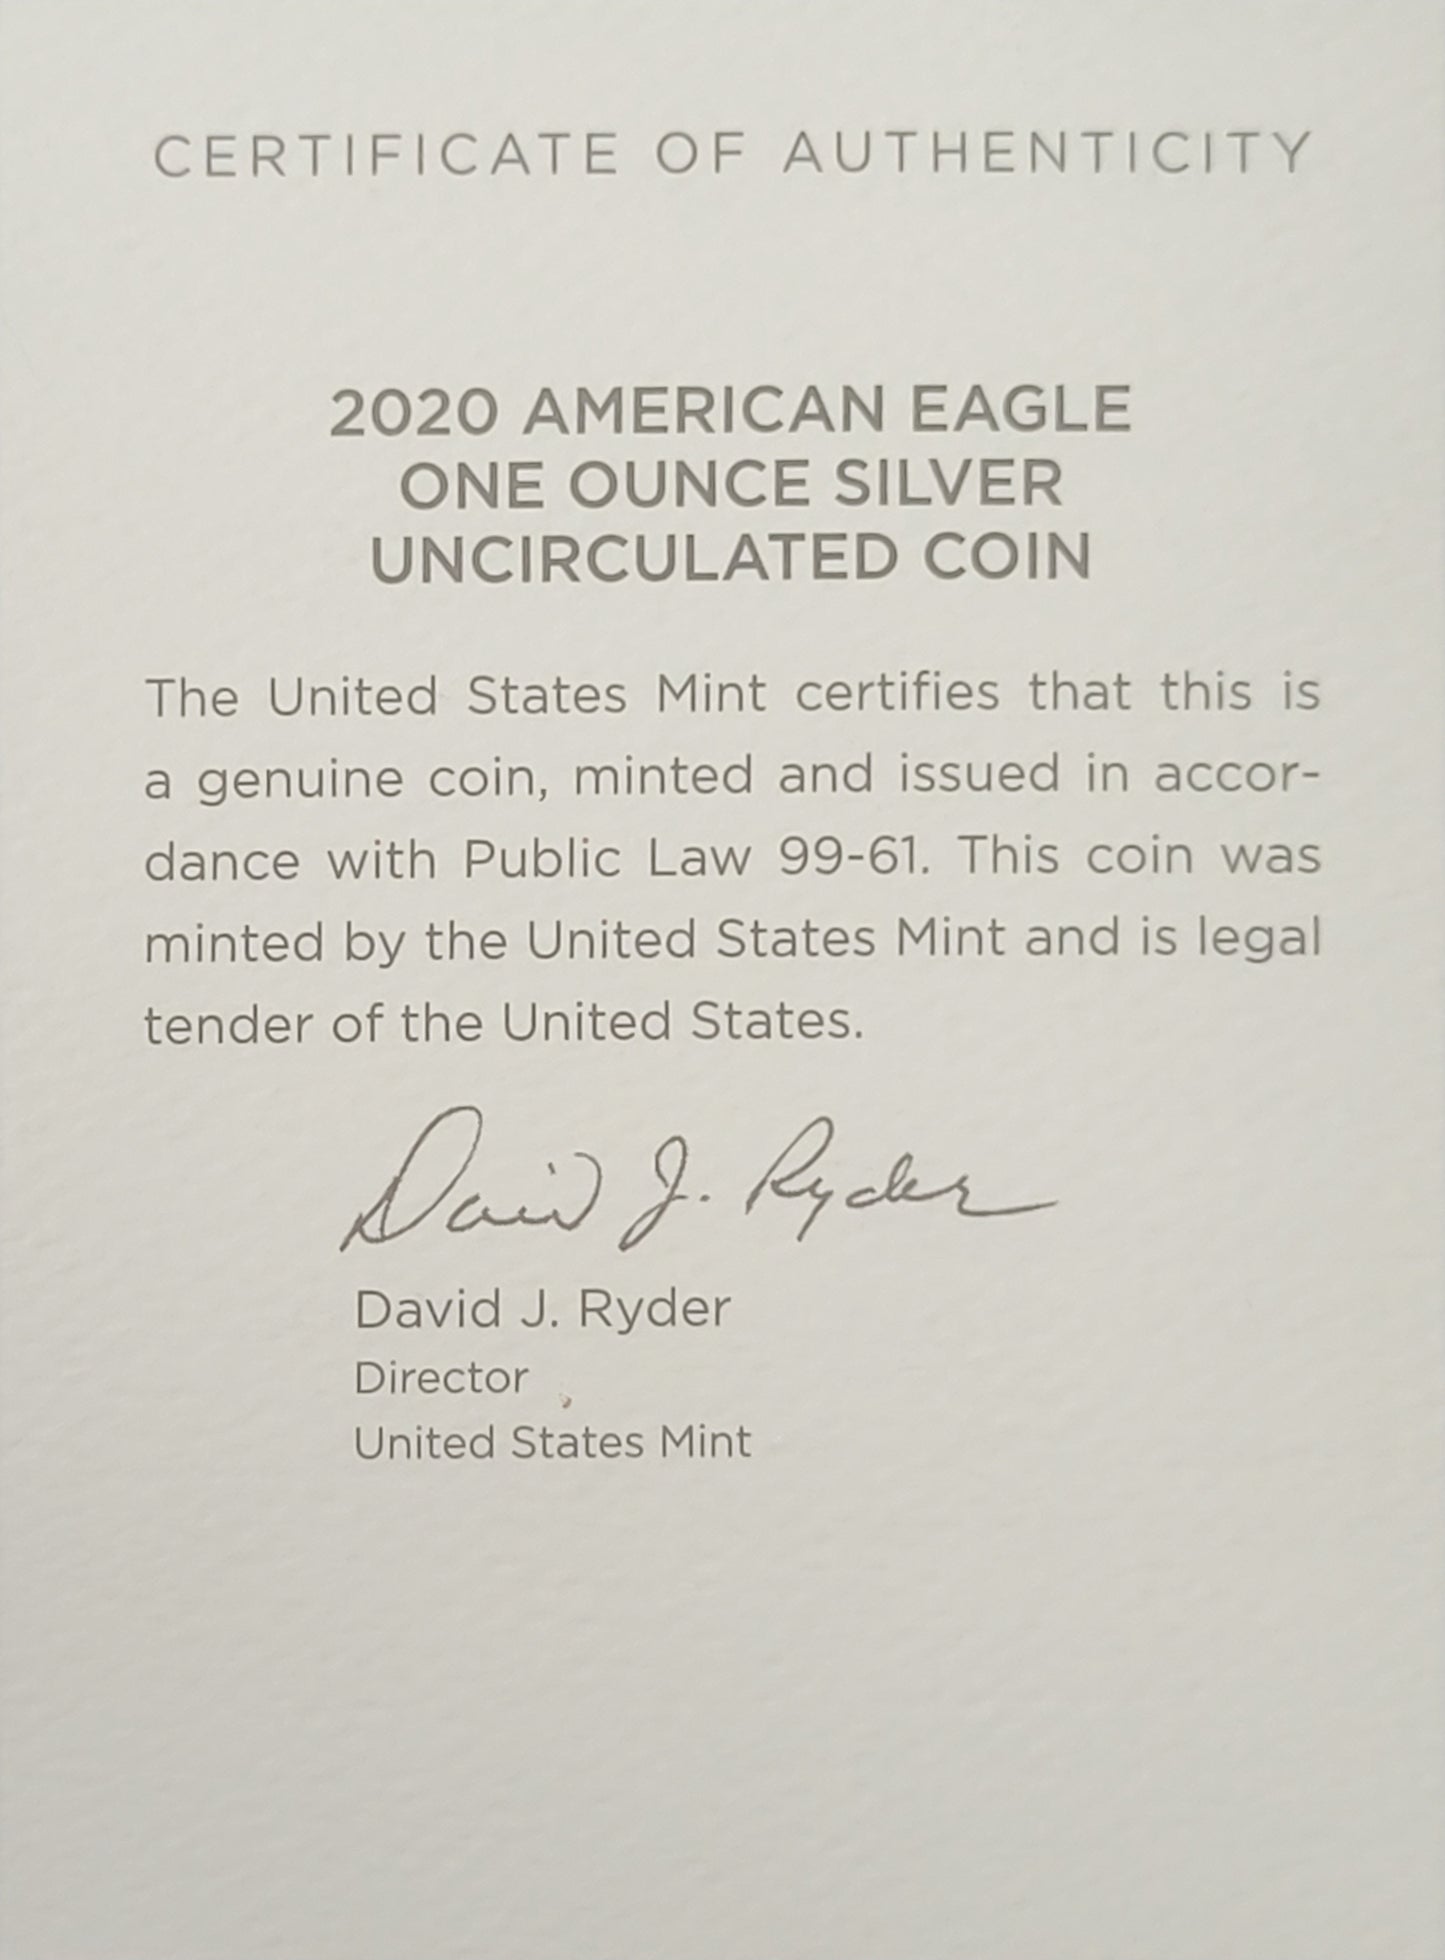 CERTIFICATE OF AUTHENTICITY
2020 AMERICAN EAGLE
ONE OUNCE SILVER
UNCIRCULATED COIN
The United States Mint certifies that this is
a genuine coin, minted and issued in accor-
dance with Public Law 99-61. This coin was
minted by the United States Mint and is legal
tender of the United States.
David J. Ryder
David J. Ryder
Director
United States Mint